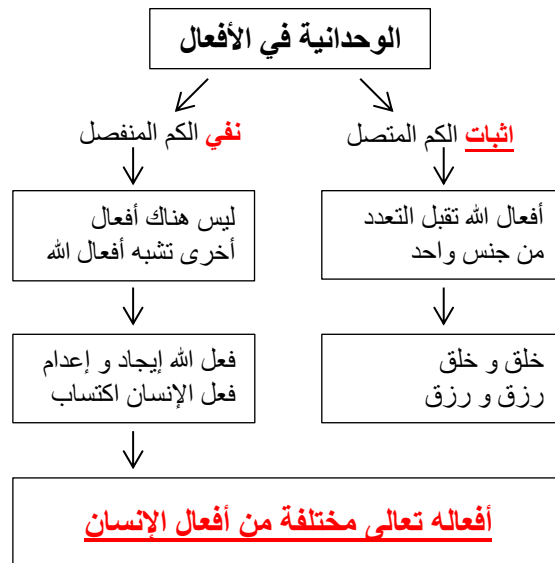 الوحدانية في الأفعال
اثبات الكم المتصل
نفي الكم المنفصل
أفعال الله تقبل التعدد
من جنس واحد
ليس هناك أفعال
أخرى تشبه أفعال الله
خلق و خلق
رزق و رزق
فعل الله إيجاد و إعدام
فعل الإنسان اكتساب
أفعاله تعالى مختلفة من أفعال الإنسان